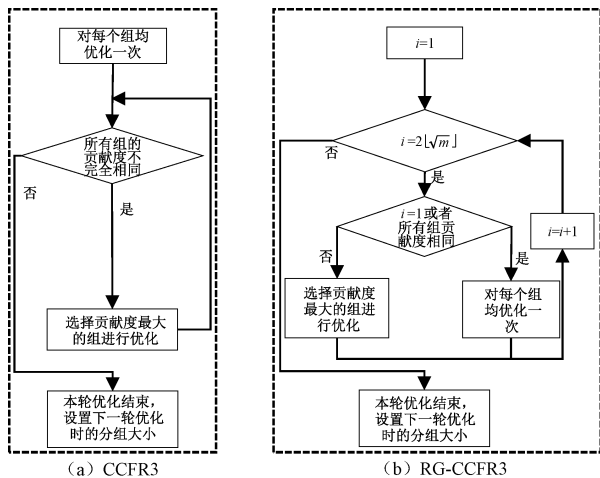 对每个组均
优化一次
所有组的
贡献度不
完全相同
否
是
选择贡献度最大
的组进行优化
本轮优化结束，
设置下一轮优化
时的分组大小
（a）CCFR3
i=1
i=2⌊√m⌋
否
是
i=1或者
所有组贡
献度相同
i=i+1
否
是
选择贡献度
最大的组进
行优化
对每个组
均优化一
次
本轮优化结束，
设置下一轮优化
时的分组大小
（b）RG-CCFR3